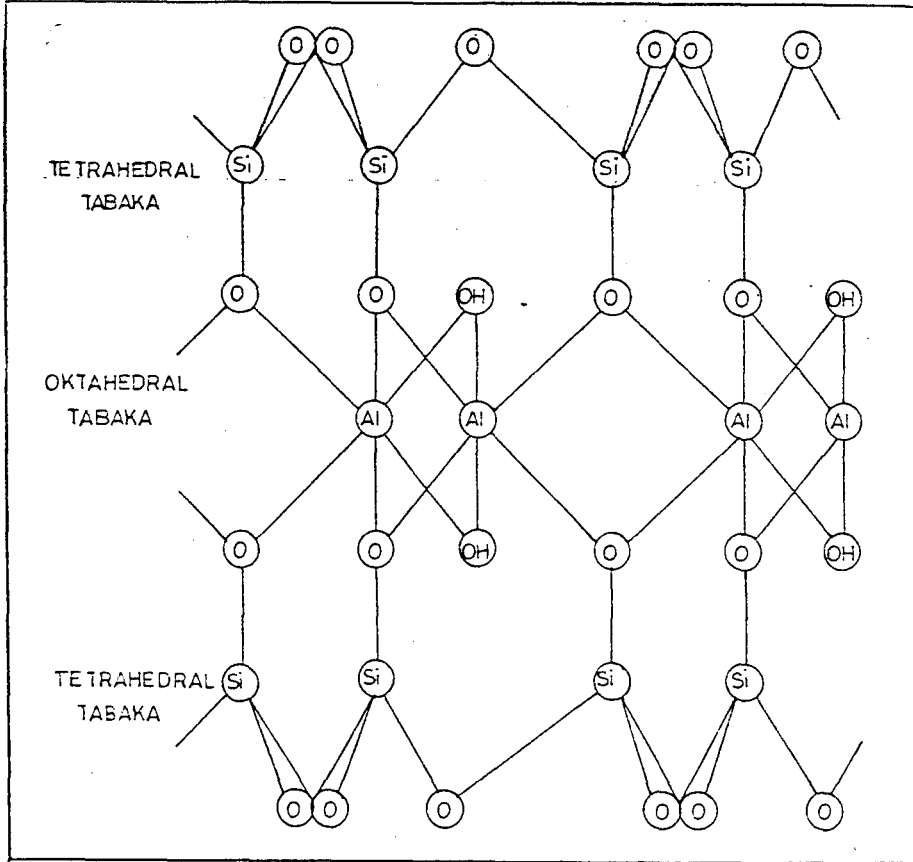 O O O O O O
Si Si Si Si
TETRAHEDRAL
TABAKA
O O OH O O OH
OKTAHEDRAL
TABAKA
Al Al Al Al
O O OH O O OH
TETRAHEDRAL
TABAKA
Si Si Si Si
O O O O O O